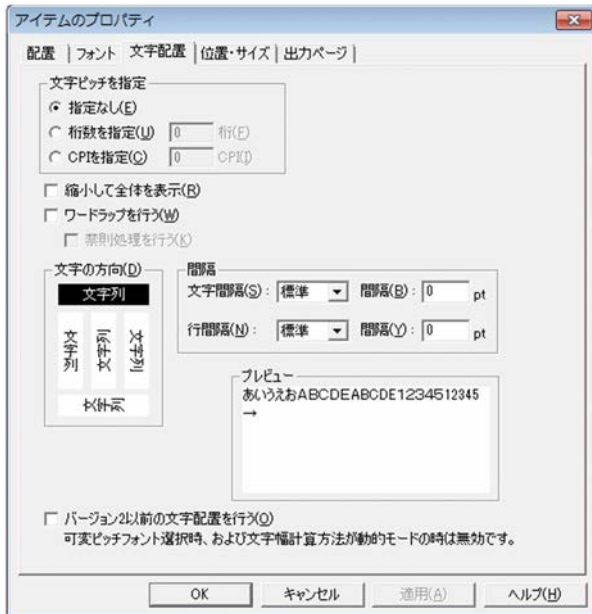 アイテムのプロパティ
配置 フォント 文字配置 位置・サイズ 出力ページ
文字ピッチを指定
指定なし(E)
桁数を指定(U) 0 桁(F)
CPIを指定(C) 0 CPI(I)
縮小して全体を表示(R)
ワードラップを行う(W)
禁則処理を行う(K)
文字の方向(D)
文字列
文字列 文字列 文字列
文字列
間隔
文字間隔(S): 標準 間隔(B): 0 pt
行間隔(N): 標準 間隔(Y): 0 pt
プレビュー
あいうえおABCDEABCDE1234512345
→
バージョン2以前の文字配置を行う(O)
可変ピッチフォント選択時、および文字幅計算方法が動的モードの時は無効です。
OK キャンセル 適用(A) ヘルプ(H)